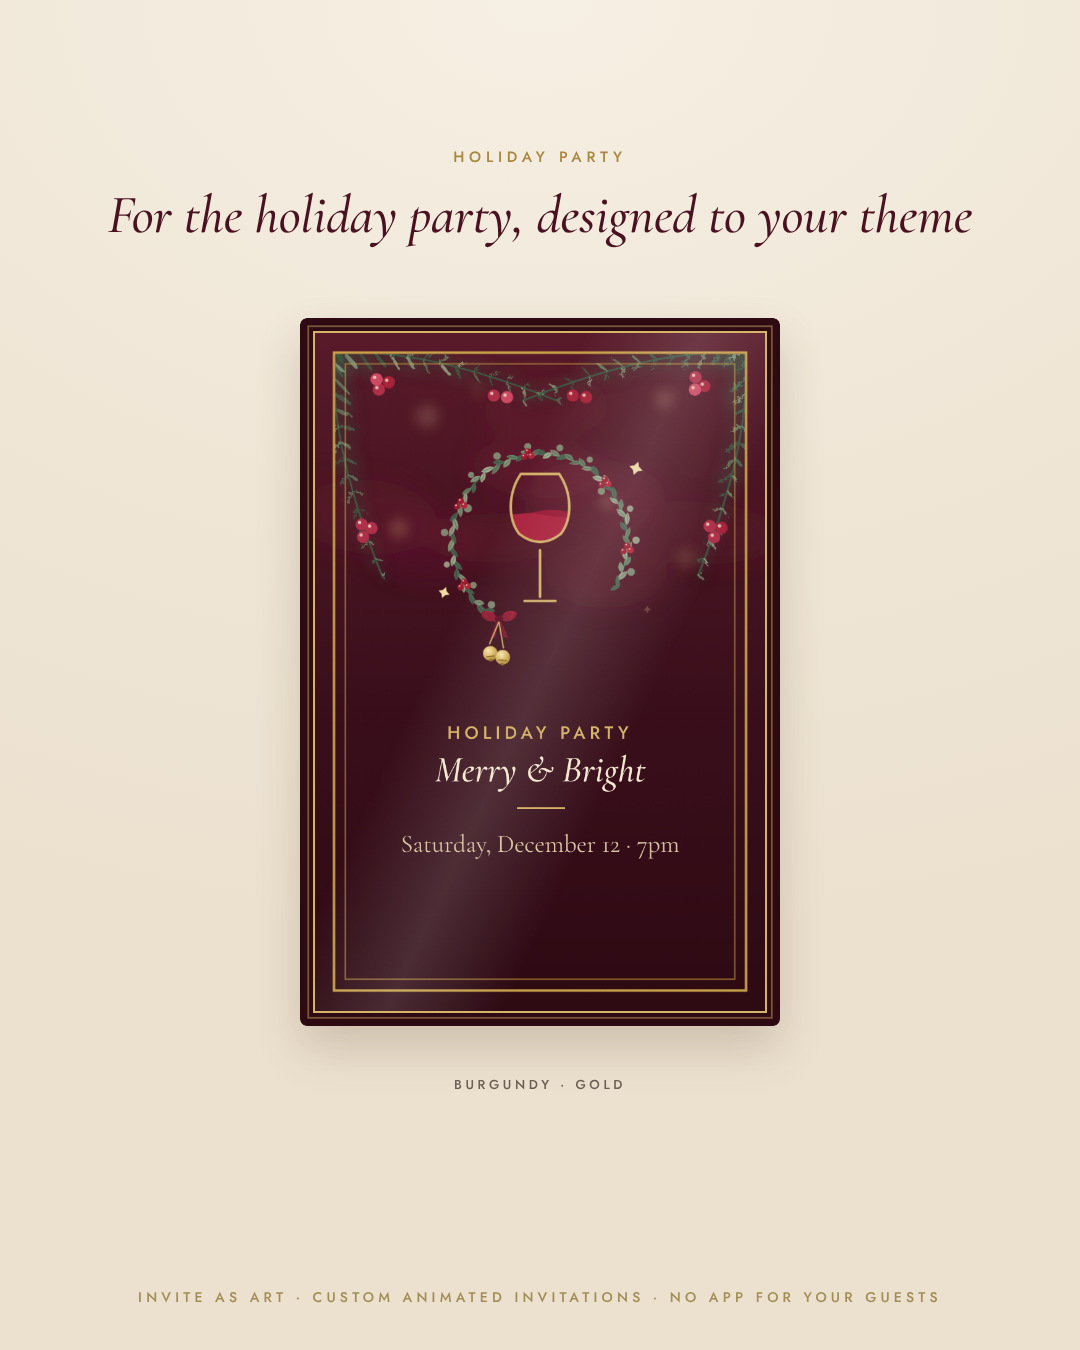 HOLIDAY PARTY
For the holiday party, designed to your theme
HOLIDAY PARTY
Merry & Bright
Saturday, December 12 · 7pm
BURGUNDY · GOLD
INVITE AS ART · CUSTOM ANIMATED INVITATIONS · NO APP FOR YOUR GUESTS